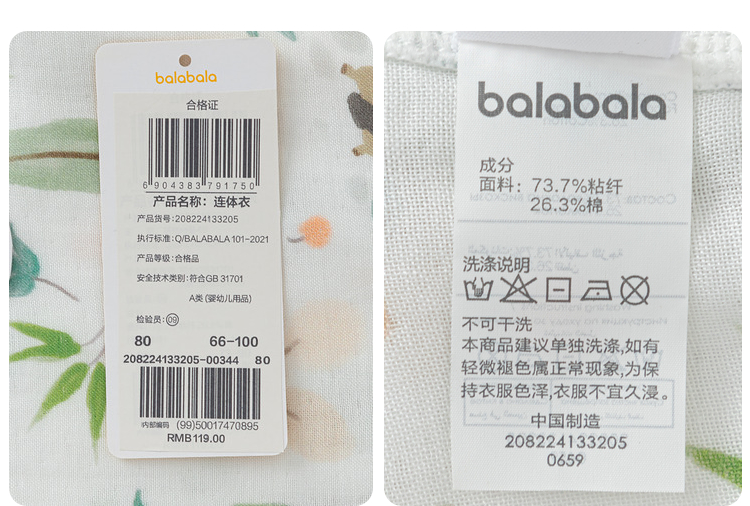 balabala
合格证
6 904383 791750
产品名称: 连体衣
产品货号:208224133205
执行标准:Q/BALABALA 101-2021
产品等级:合格品
安全技术类别:符合GB 31701
A类 (婴幼儿用品)
检验员: 09
80 66-100
208224133205-00344 80
内部编码 (99)50017470895
RMB119.00
balabala
成分
面料: 73.7%粘纤
26.3%棉
洗涤说明
不可干洗
本商品建议单独洗涤,如有
轻微褪色属正常现象,为保
持衣服色泽,衣服不宜久浸。
中国制造
208224133205
0659